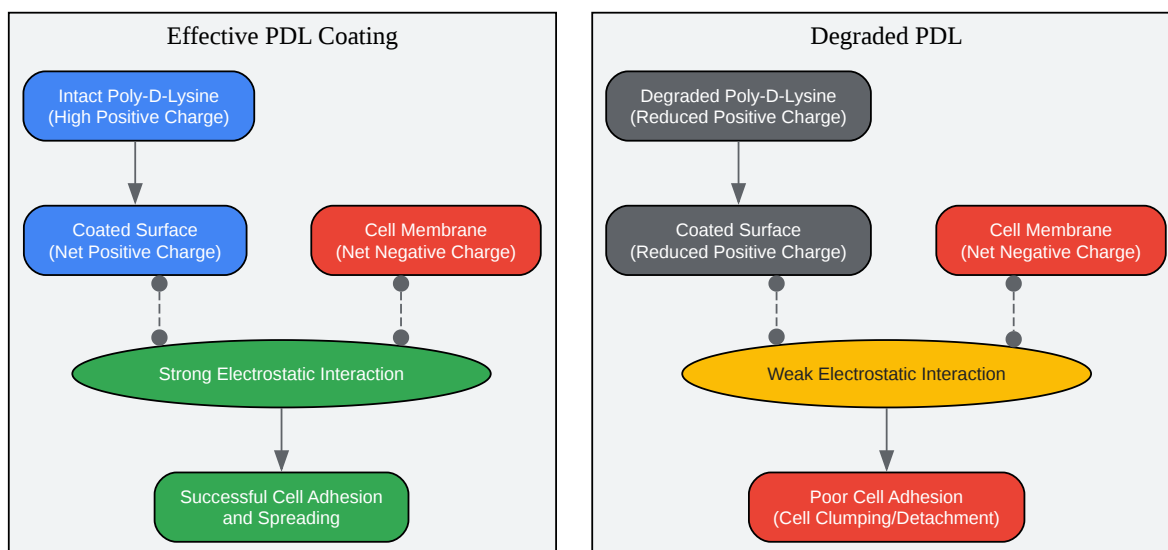 Effective PDL Coating
Intact Poly-D-Lysine
(High Positive Charge)
Coated Surface
(Net Positive Charge)
Cell Membrane
(Net Negative Charge)
Strong Electrostatic Interaction
Successful Cell Adhesion
and Spreading
Degraded PDL
Degraded Poly-D-Lysine
(Reduced Positive Charge)
Coated Surface
(Reduced Positive Charge)
Cell Membrane
(Net Negative Charge)
Weak Electrostatic Interaction
Poor Cell Adhesion
(Cell Clumping/Detachment)